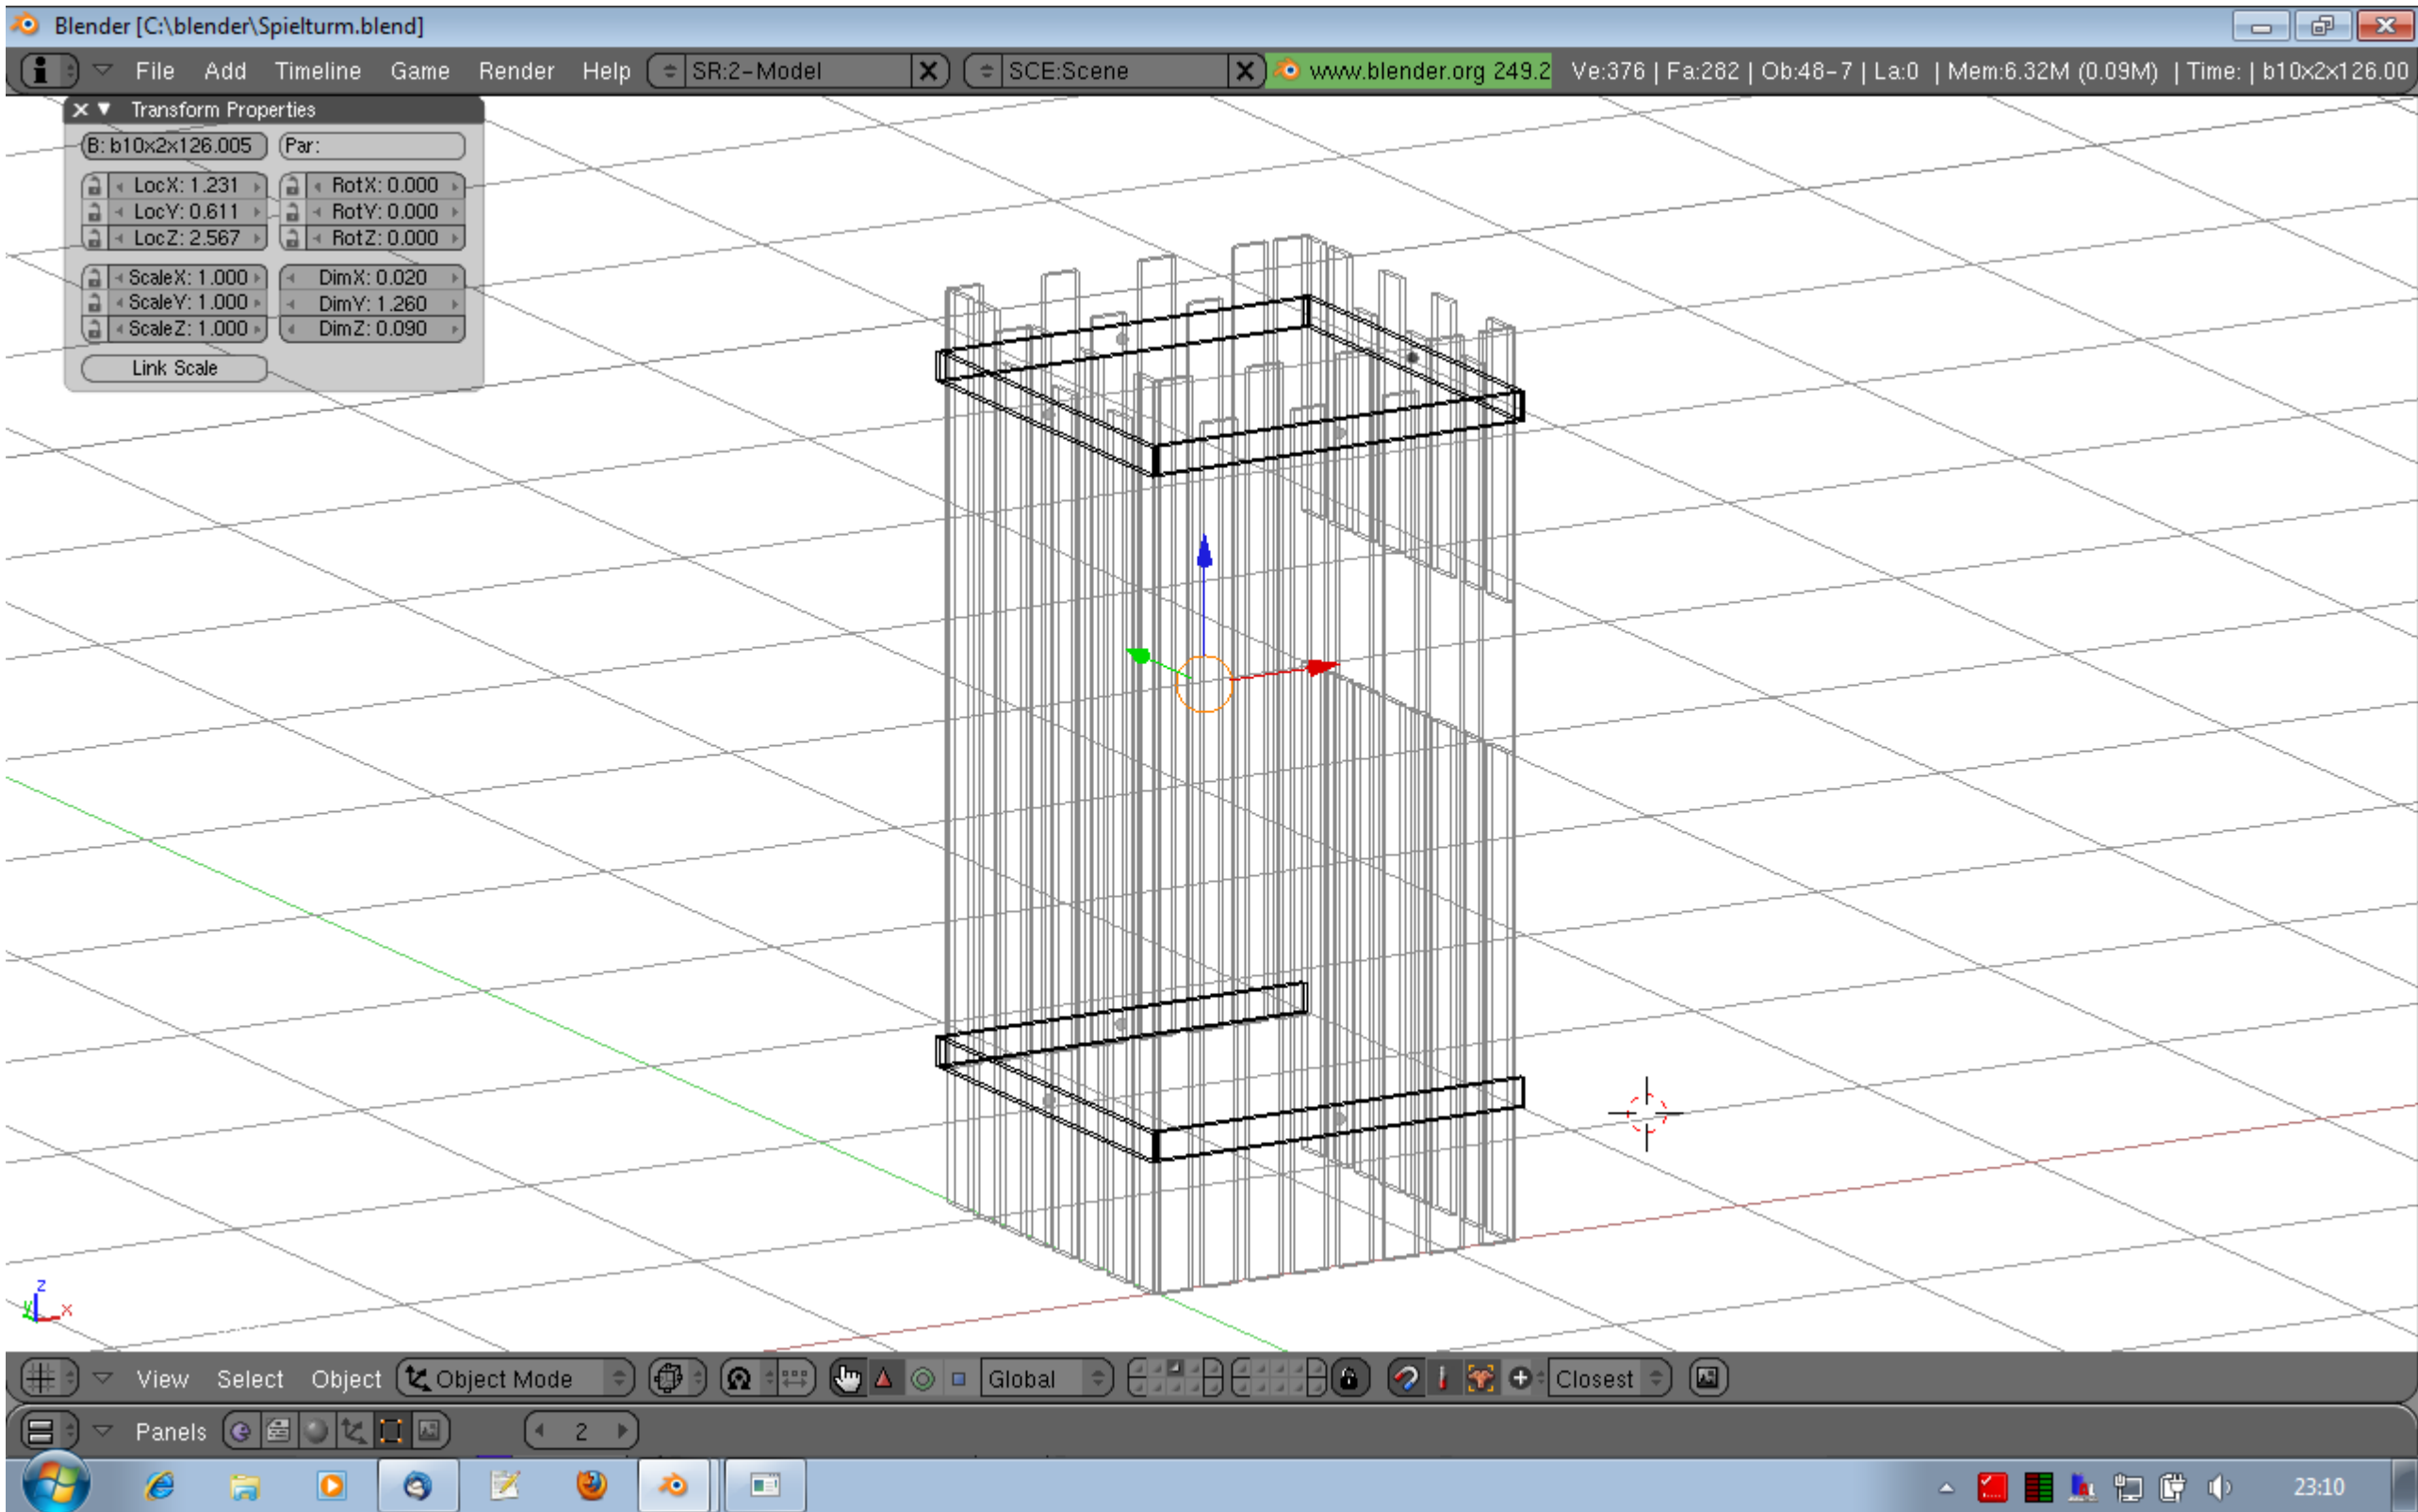 Blender [C:\blender\Spielturm.blend]
File Add Timeline Game Render Help SR:2-Model SCE:Scene www.blender.org 249.2 Ve:376 | Fa:282 | Ob:48-7 | La:0 | Mem:6.32M (0.09M) | Time: | b10x2x126.00
Transform Properties
OB: b10x2x126.005 Par:
LocX: 1.231 RotX: 0.000
LocY: 0.611 RotY: 0.000
LocZ: 2.567 RotZ: 0.000
ScaleX: 1.000 DimX: 0.020
ScaleY: 1.000 DimY: 1.260
ScaleZ: 1.000 DimZ: 0.090
Link Scale
z
y x
View Select Object Object Mode Global Closest
Panels 2
23:10